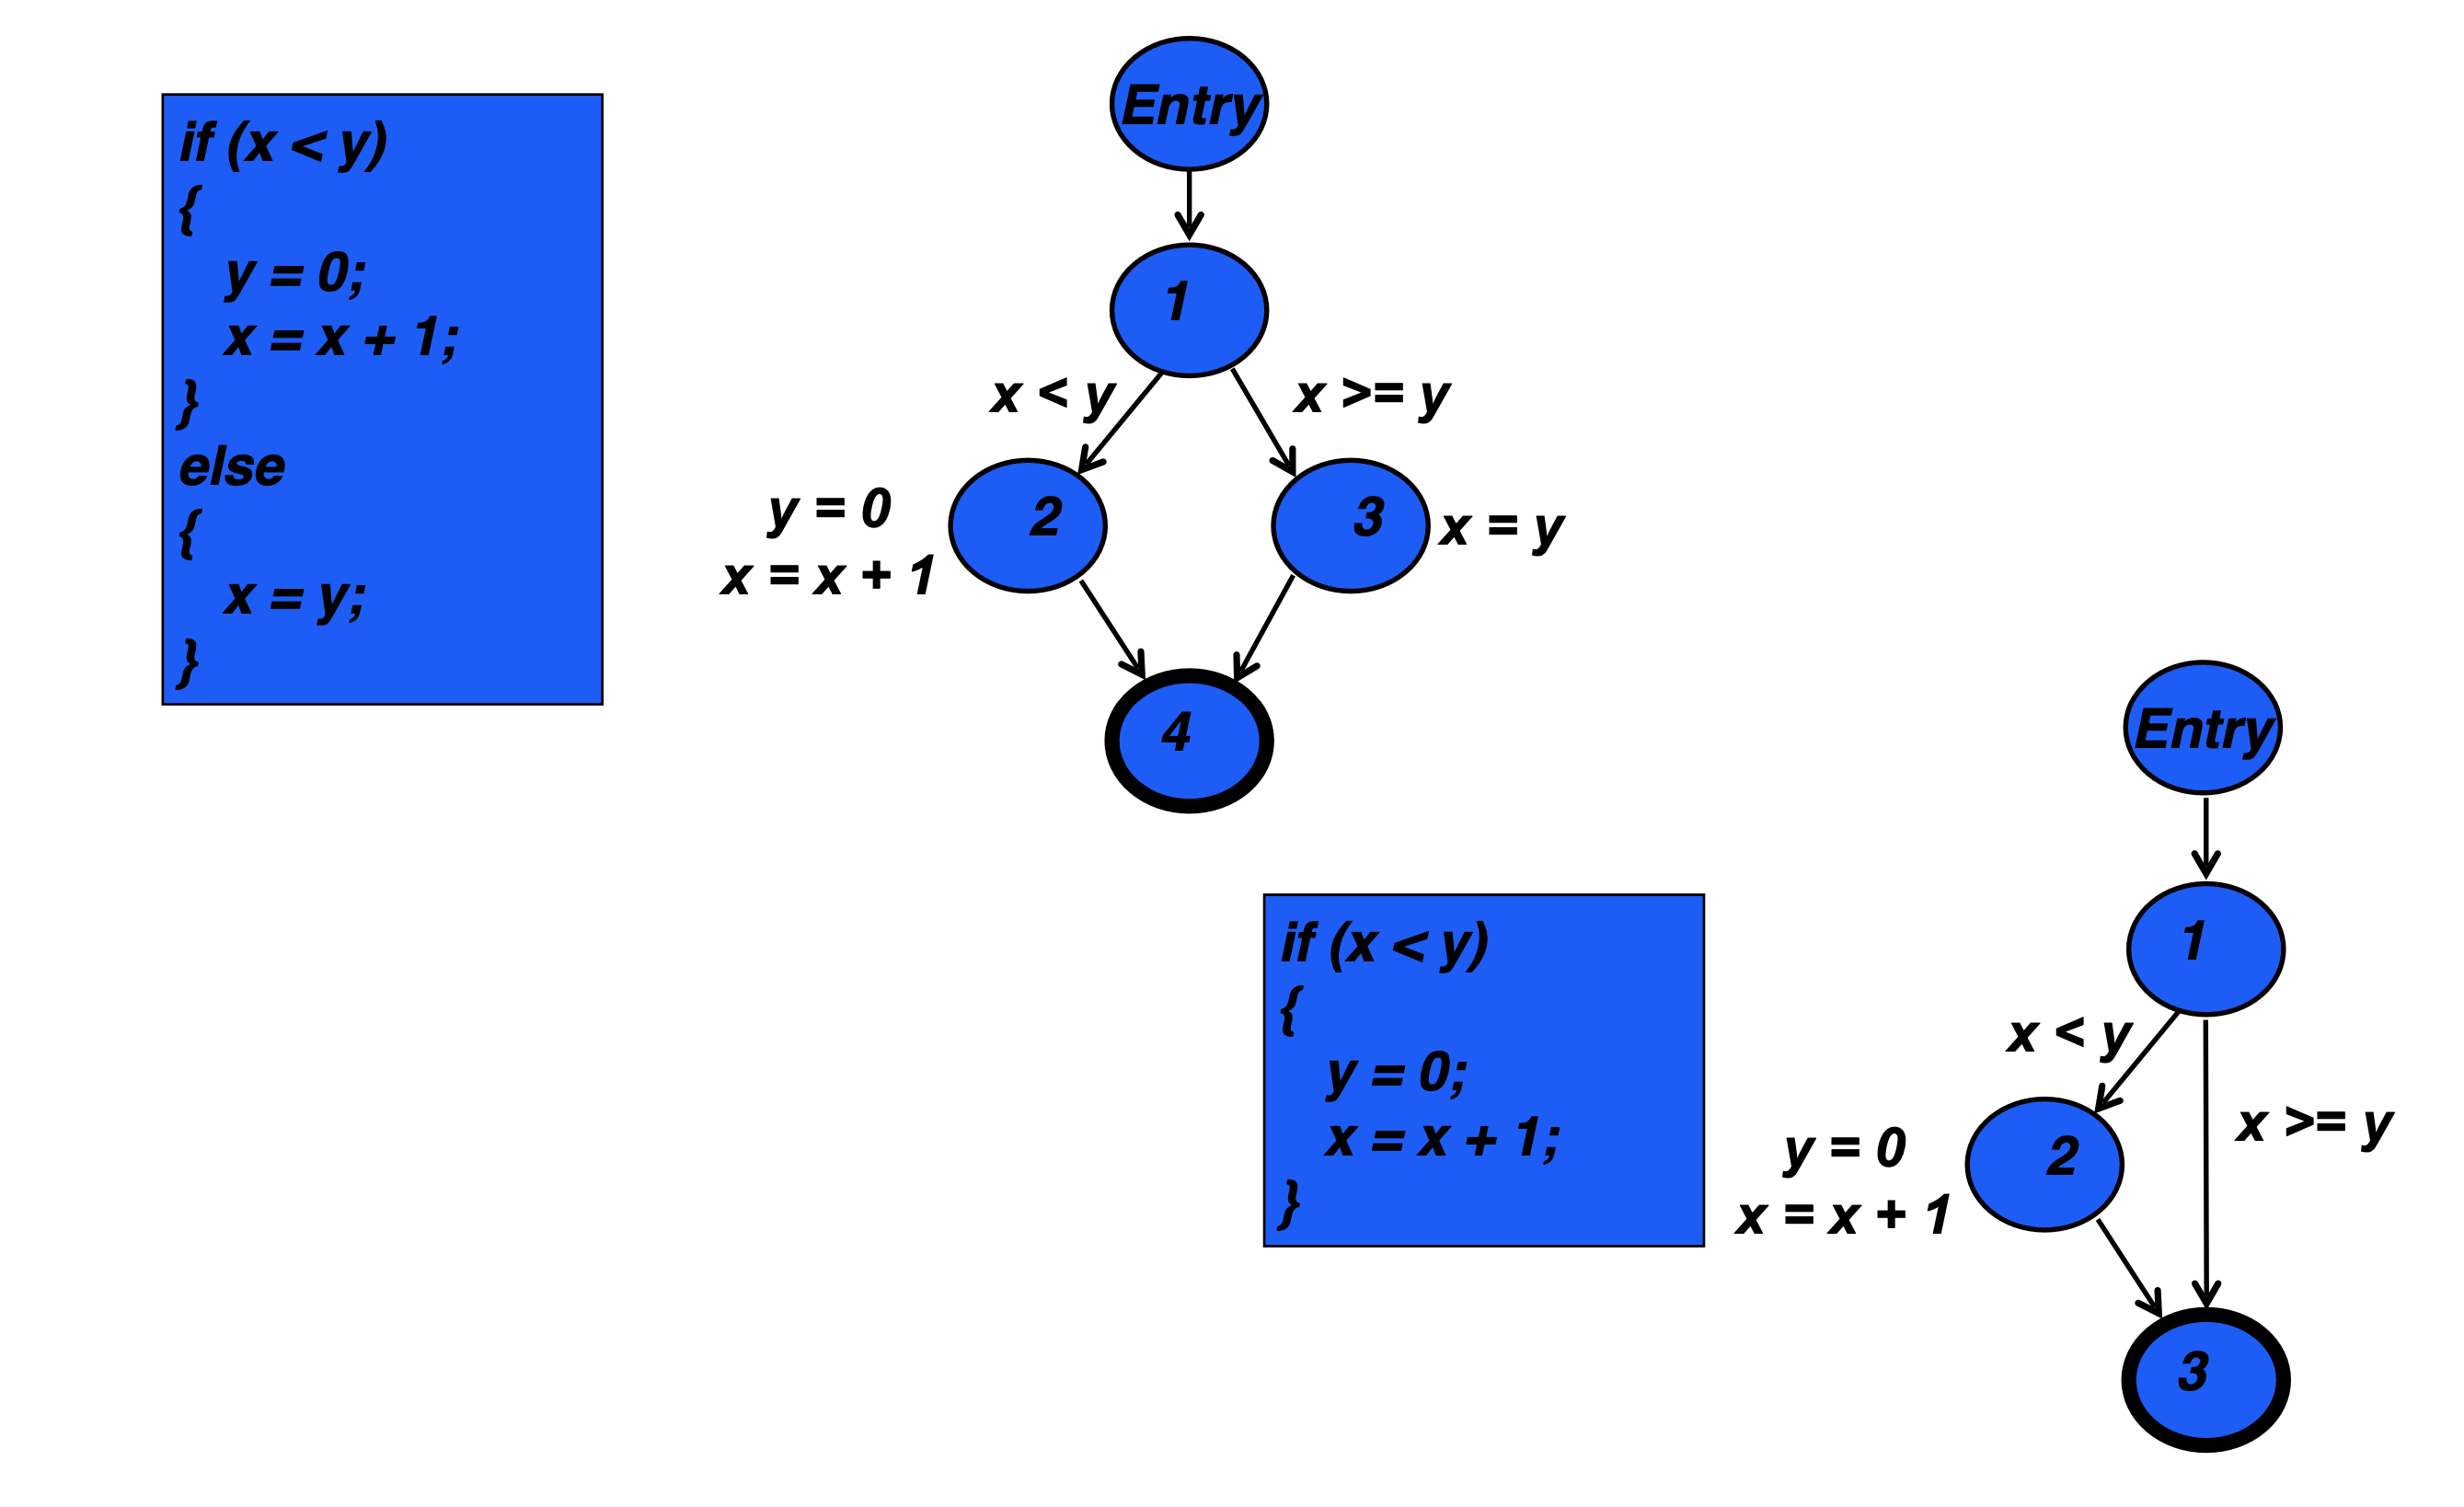 if (x < y)
{
y = 0;
x = x + 1;
}
else
{
x = y;
}
Entry
1
x < y
x >= y
2
3
y = 0
x = x + 1
x = y
4
if (x < y)
{
y = 0;
x = x + 1;
}
Entry
1
x < y
x >= y
2
y = 0
x = x + 1
3